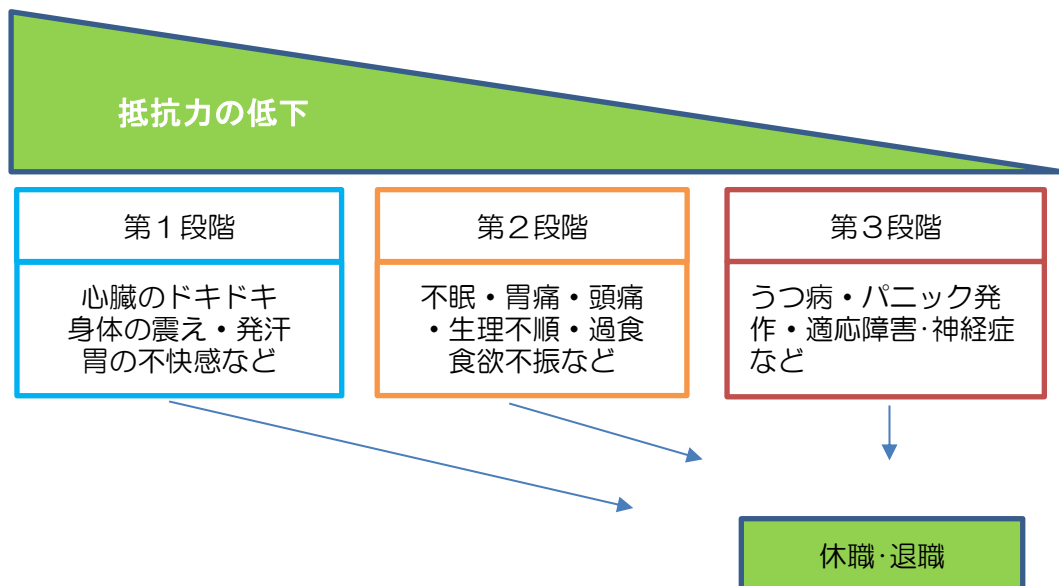 抵抗力の低下
第１段階
心臓のドキドキ
身体の震え・発汗
胃の不快感など
第２段階
不眠・胃痛・頭痛
・生理不順・過食
食欲不振など
第３段階
うつ病・パニック発
作・適応障害･神経症
など
休職･退職